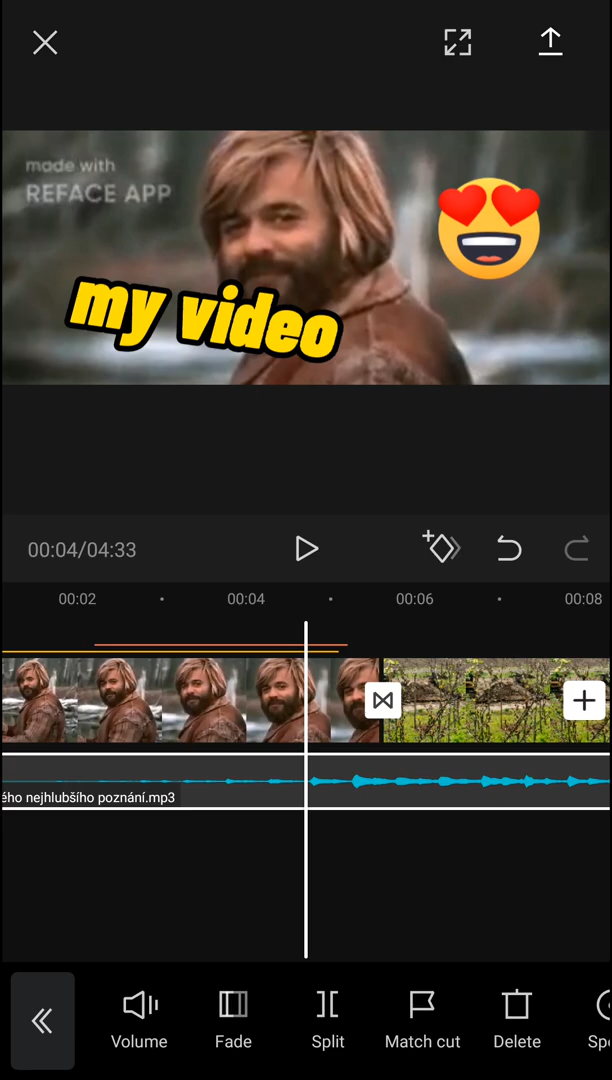 made with
REFACE APP
my video
00:04/04:33
00:02
00:04
00:06
00:08
ého nejhlubšího poznání.mp3
Volume
Fade
Split
Match cut
Delete
Spe